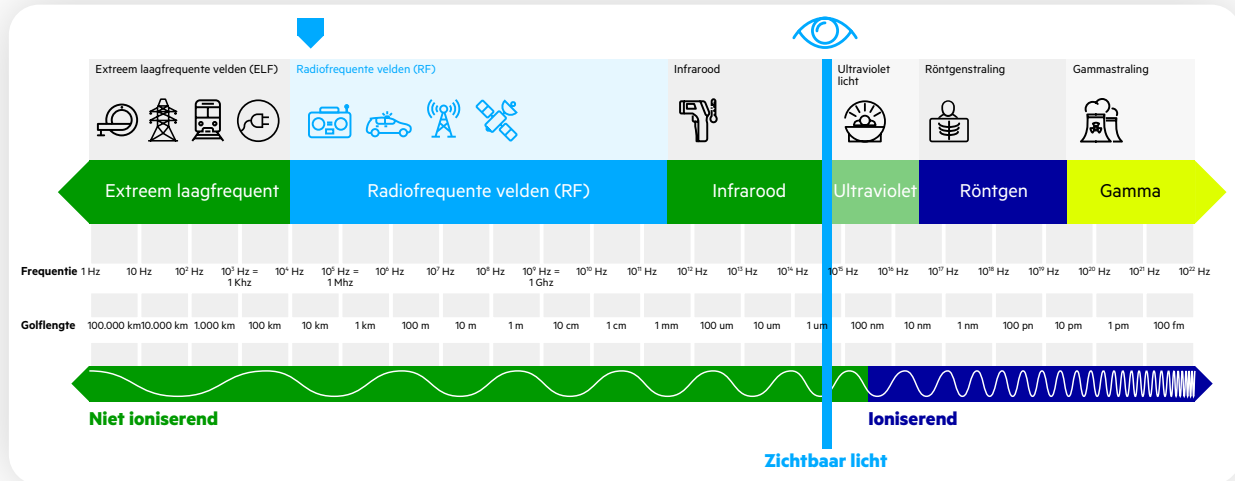 Extreem laagfrequente velden (ELF)
Radiofrequente velden (RF)
Infrarood
Ultraviolet
licht
Röntgenstraling
Gammastraling
Extreem laagfrequent
Radiofrequente velden (RF)
Infrarood
Ultraviolet
Röntgen
Gamma
Frequentie 1 Hz 10 Hz 10² Hz 10³ Hz = 10⁴ Hz 10⁵ Hz = 10⁶ Hz 10⁷ Hz 10⁸ Hz 10⁹ Hz = 10¹⁰ Hz 10¹¹ Hz 10¹² Hz 10¹³ Hz 10¹⁴ Hz 10¹⁵ Hz 10¹⁶ Hz 10¹⁷ Hz 10¹⁸ Hz 10¹⁹ Hz 10²⁰ Hz 10²¹ Hz 10²² Hz
1 Khz 1 Mhz 1 Ghz
Golflengte 100.000 km 10.000 km 1.000 km 100 km 10 km 1 km 100 m 10 m 1 m 10 cm 1 cm 1 mm 100 um 10 um 1 um 100 nm 10 nm 1 nm 100 pn 10 pm 1 pm 100 fm
Niet ioniserend
Ioniserend
Zichtbaar licht